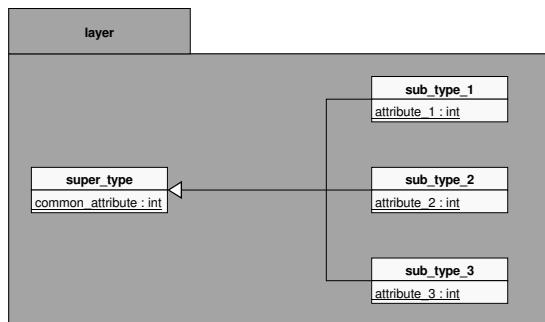 layer
sub_type_1
attribute_1 : int
super_type
common_attribute : int
sub_type_2
attribute_2 : int
sub_type_3
attribute_3 : int